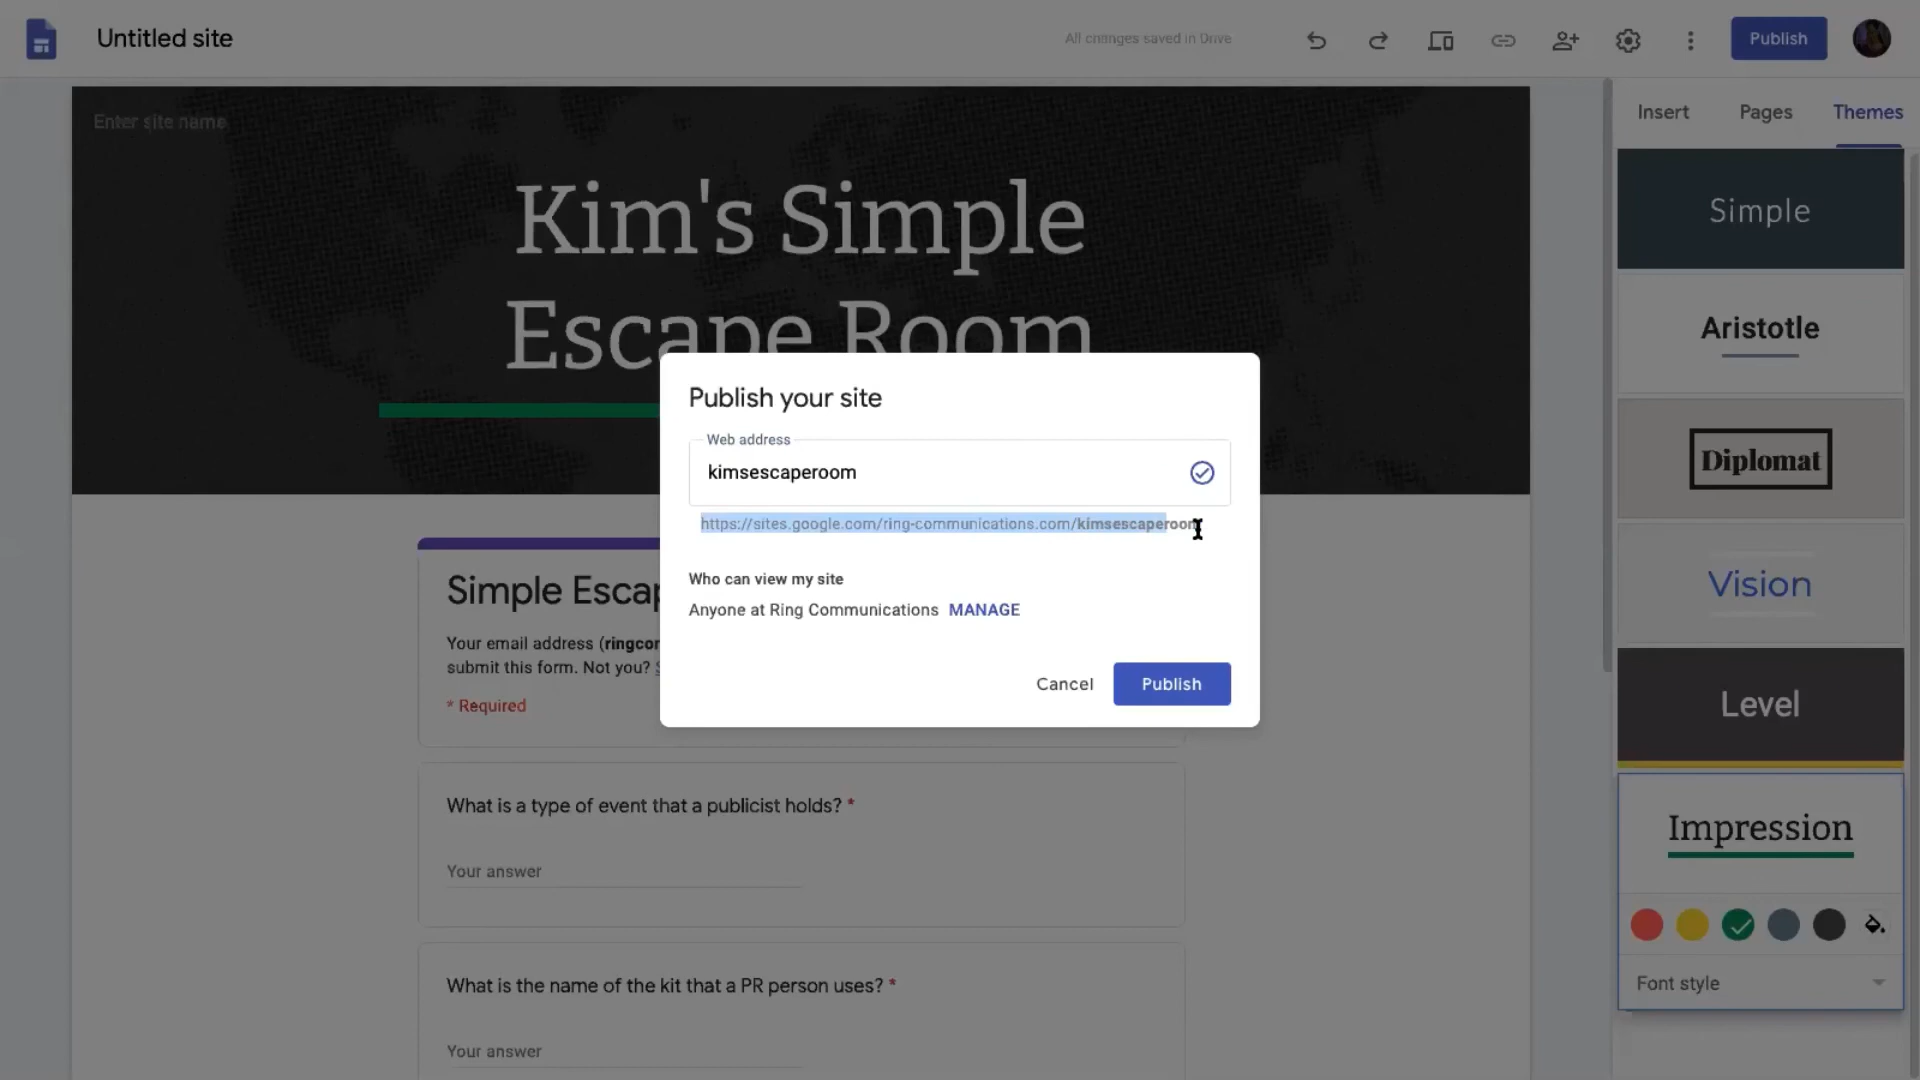 Untitled site
All changes saved in Drive
Publish
Enter site name
Insert Pages Themes
Kim's Simple
Escape Room
Simple
Aristotle
Diplomat
Vision
Level
Impression
Font style
Publish your site
Web address
kimsescaperoom
https://sites.google.com/ring-communications.com/kimsescaperoom
Who can view my site
Anyone at Ring Communications MANAGE
Cancel Publish
Simple Escap
Your email address (ringcor
submit this form. Not you?
* Required
What is a type of event that a publicist holds? *
Your answer
What is the name of the kit that a PR person uses? *
Your answer